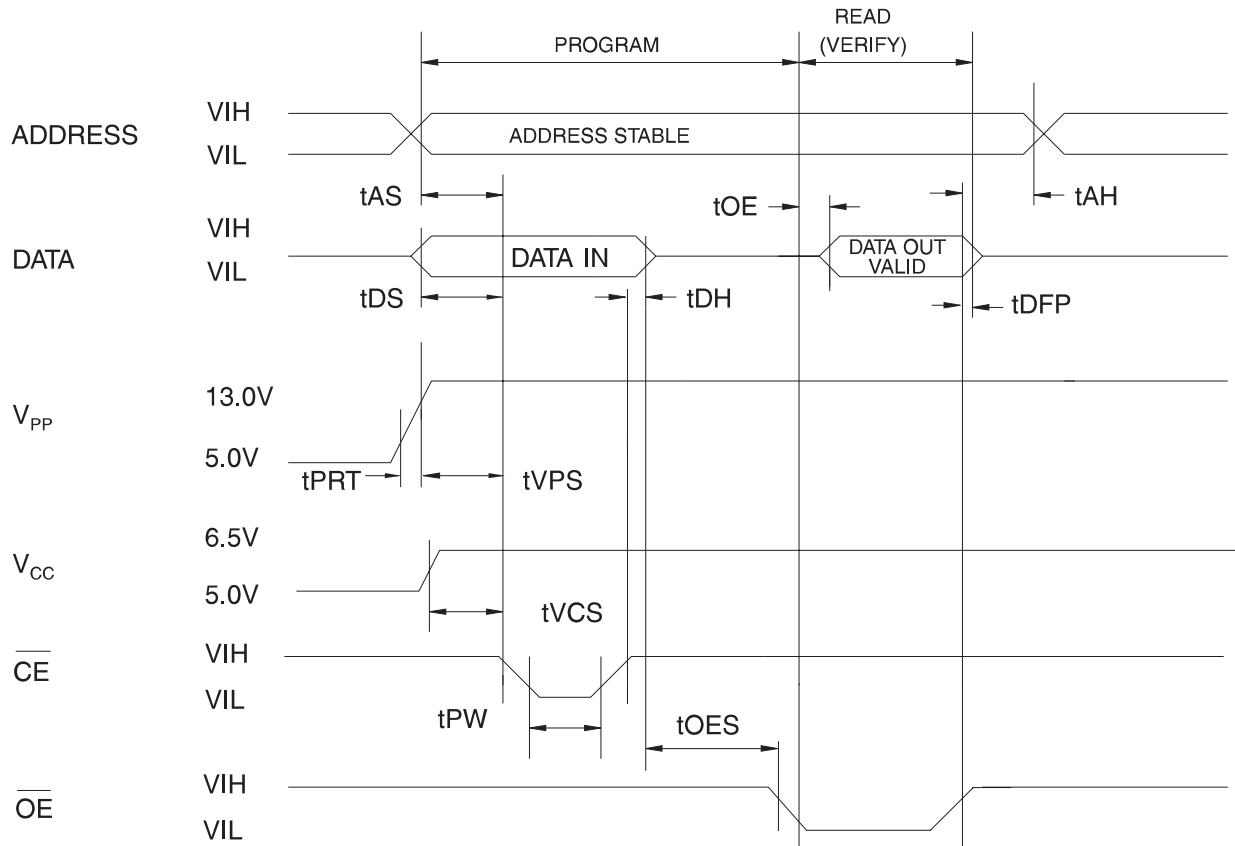 READ
PROGRAM (VERIFY)
ADDRESS VIH
VIL
ADDRESS STABLE
tAS tOE tAH
DATA VIH
VIL
DATA IN
DATA OUT
VALID
tDS tDH tDFP
VPP 13.0V
5.0V
tPRT tVPS
VCC 6.5V
5.0V
tVCS
CE VIH
VIL
tPW tOES
OE VIH
VIL